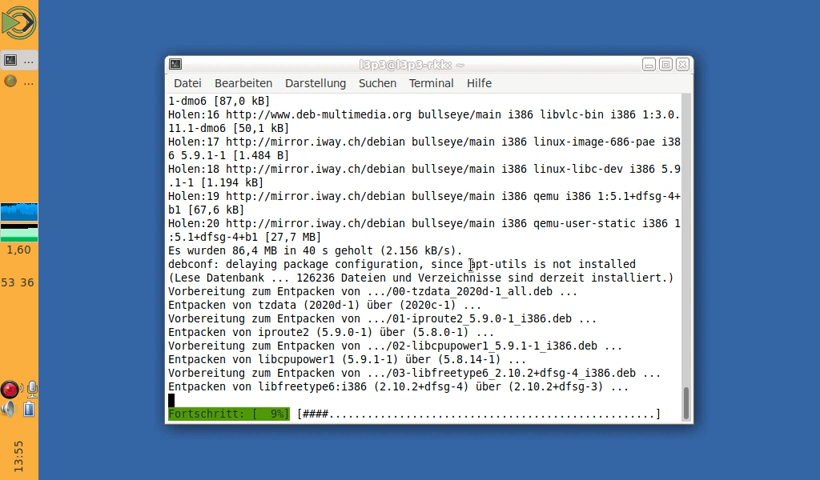 ...
...
1,60
53 36
13:55
l3p3@l3p3-rkk: ~
Datei Bearbeiten Darstellung Suchen Terminal Hilfe
1-dmo6 [87,0 kB]
Holen:16 http://www.deb-multimedia.org bullseye/main i386 libvlc-bin i386 1:3.0.
11.1-dmo6 [50,1 kB]
Holen:17 http://mirror.iway.ch/debian bullseye/main i386 linux-image-686-pae i38
6 5.9.1-1 [1.484 B]
Holen:18 http://mirror.iway.ch/debian bullseye/main i386 linux-libc-dev i386 5.9
.1-1 [1.194 kB]
Holen:19 http://mirror.iway.ch/debian bullseye/main i386 qemu i386 1:5.1+dfsg-4+
b1 [67,6 kB]
Holen:20 http://mirror.iway.ch/debian bullseye/main i386 qemu-user-static i386 1
:5.1+dfsg-4+b1 [27,7 MB]
Es wurden 86,4 MB in 40 s geholt (2.156 kB/s).
debconf: delaying package configuration, since apt-utils is not installed
(Lese Datenbank ... 126236 Dateien und Verzeichnisse sind derzeit installiert.)
Vorbereitung zum Entpacken von .../00-tzdata_2020d-1_all.deb ...
Entpacken von tzdata (2020d-1) über (2020c-1) ...
Vorbereitung zum Entpacken von .../01-iproute2_5.9.0-1_i386.deb ...
Entpacken von iproute2 (5.9.0-1) über (5.8.0-1) ...
Vorbereitung zum Entpacken von .../02-libcpupower1_5.9.1-1_i386.deb ...
Entpacken von libcpupower1 (5.9.1-1) über (5.8.14-1) ...
Vorbereitung zum Entpacken von .../03-libfreetype6_2.10.2+dfsg-4_i386.deb ...
Entpacken von libfreetype6:i386 (2.10.2+dfsg-4) über (2.10.2+dfsg-3) ...
Fortschritt: [  9%] [####..................................................]